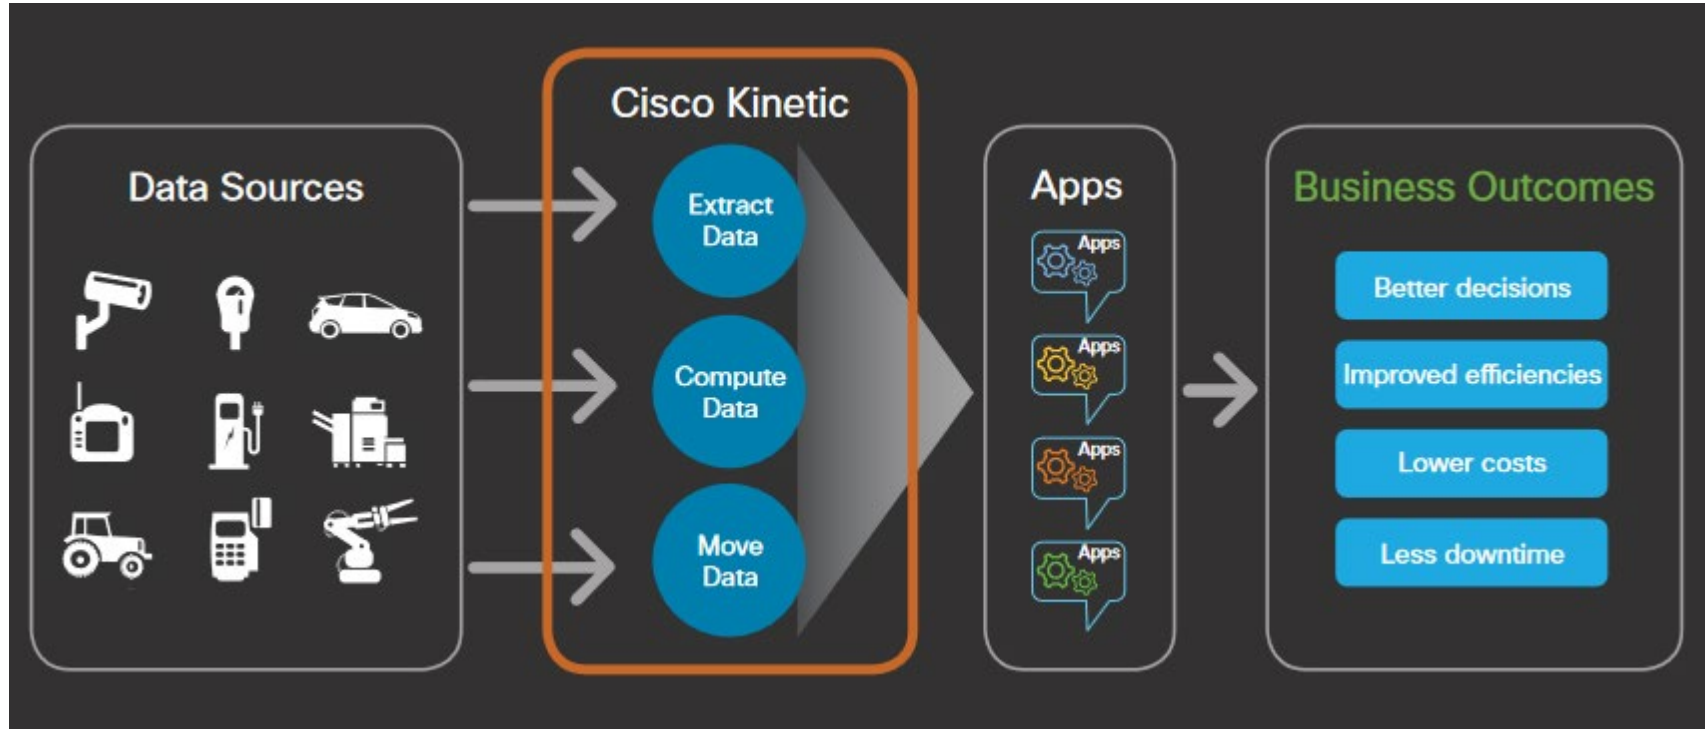 Data Sources
Cisco Kinetic
Extract
Data
Compute
Data
Move
Data
Apps
Apps
Apps
Apps
Apps
Business Outcomes
Better decisions
Improved efficiencies
Lower costs
Less downtime